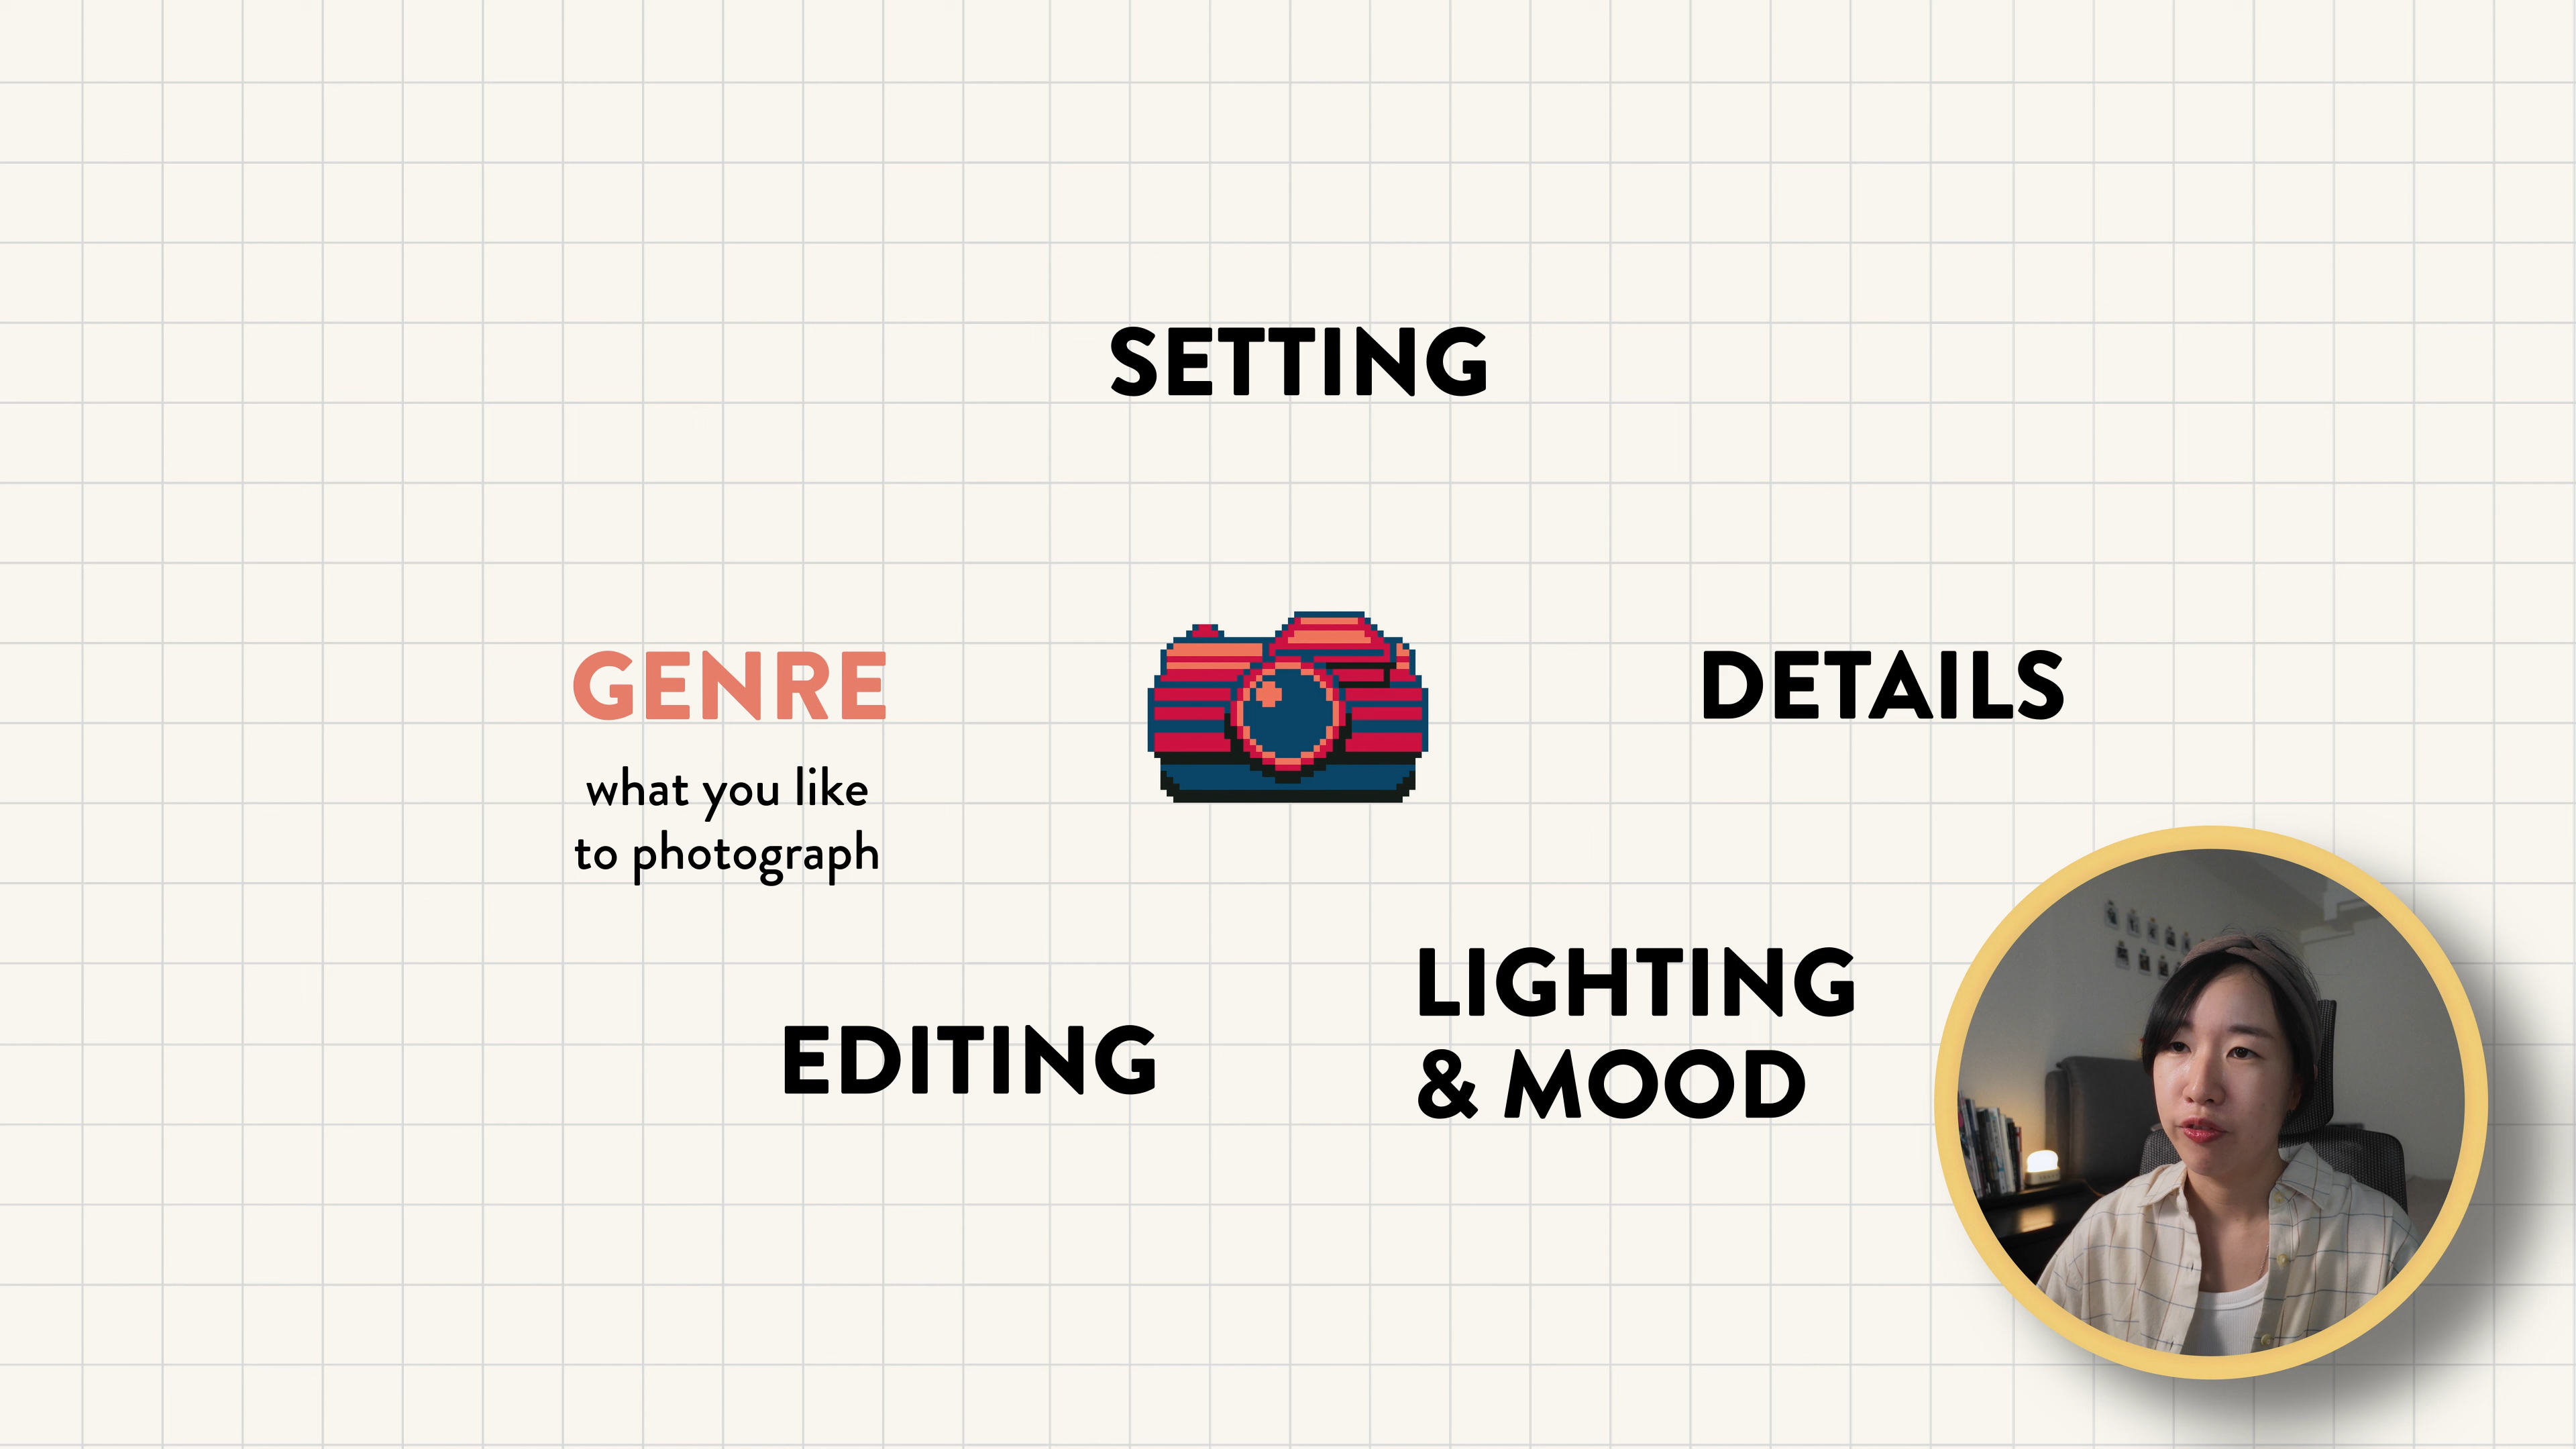 SETTING
GENRE
what you like
to photograph
DETAILS
EDITING
LIGHTING
& MOOD